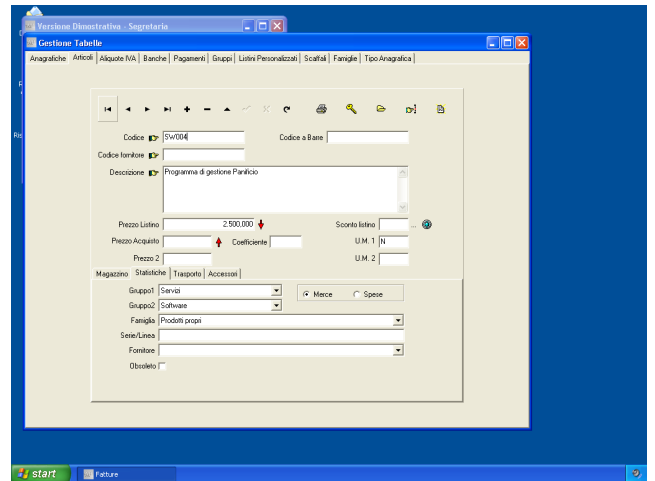 Versione Dimostrativa - Segretaria
Gestione Tabelle
Anagrafiche Articoli Aliquote IVA Banche Pagamenti Gruppi Listini Personalizzati Scaffali Famiglie Tipo Anagrafica
Codice SW004 Codice a Barre
Codice fornitore
Descrizione Programma di gestione Panificio
Prezzo Listino 2.500,000 Sconto listino ...
Prezzo Acquisto Coefficiente U.M. 1 N
Prezzo 2 U.M. 2
Magazzino Statistiche Trasporto Accessori
Gruppo1 Servizi Merce Spese
Gruppo2 Software
Famiglia Prodotti propri
Serie/Linea
Fornitore
Obsoleto
start Fatture